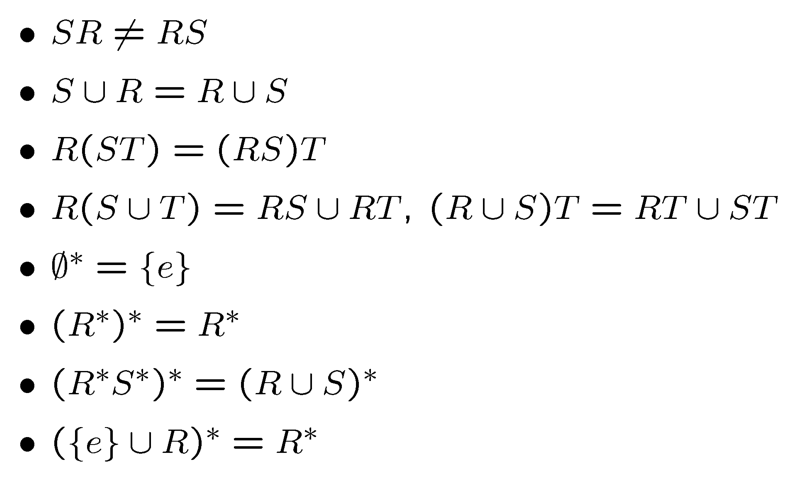 • SR ≠ RS
• S ∪ R = R ∪ S
• R(ST) = (RS)T
• R(S ∪ T) = RS ∪ RT, (R ∪ S)T = RT ∪ ST
• ∅* = {e}
• (R*)* = R*
• (R*S*)* = (R ∪ S)*
• ({e} ∪ R)* = R*